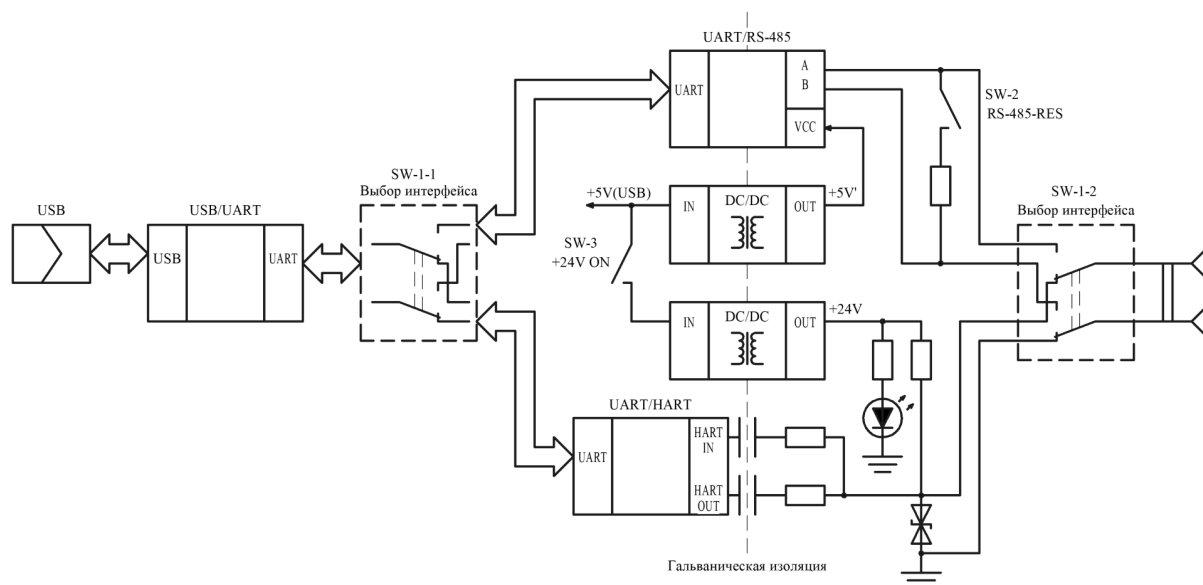 UART/RS-485
UART
A
B
VCC
SW-2
RS-485-RES
SW-1-1
Выбор интерфейса
+5V(USB)
IN
DC/DC
OUT
+5V'
SW-1-2
Выбор интерфейса
USB
USB/UART
USB
UART
SW-3
+24V ON
IN
DC/DC
OUT
+24V
UART/HART
UART
HART
IN
HART
OUT
Гальваническая изоляция